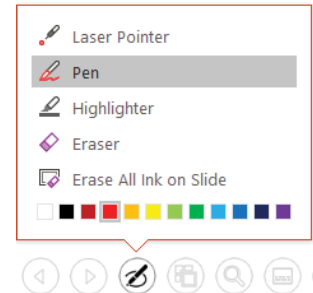 Laser Pointer
Pen
Highlighter
Eraser
Erase All Ink on Slide